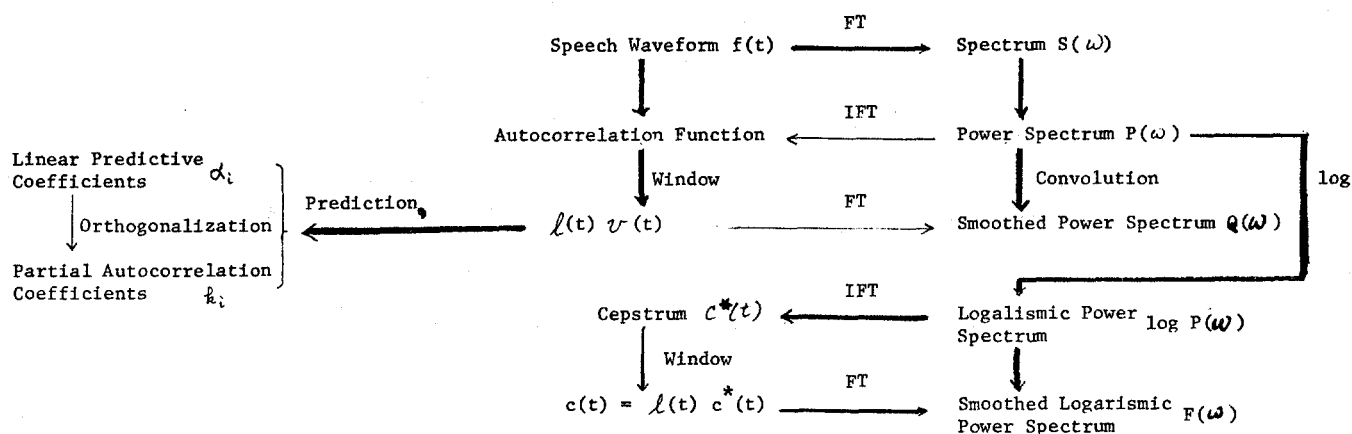 FT
Speech Waveform f(t) Spectrum S(ω)
IFT
Autocorrelation Function Power Spectrum P(ω)
Linear Predictive
Coefficients αᵢ
Window Convolution log
Prediction,
FT
Orthogonalization
ℓ(t) v(t) Smoothed Power Spectrum Q(ω)
Partial Autocorrelation
Coefficients kᵢ
IFT
Cepstrum C*(t) Logalismic Power log P(ω)
Spectrum
Window
FT
c(t) = ℓ(t) c*(t) Smoothed Logarismic F(ω)
Power Spectrum